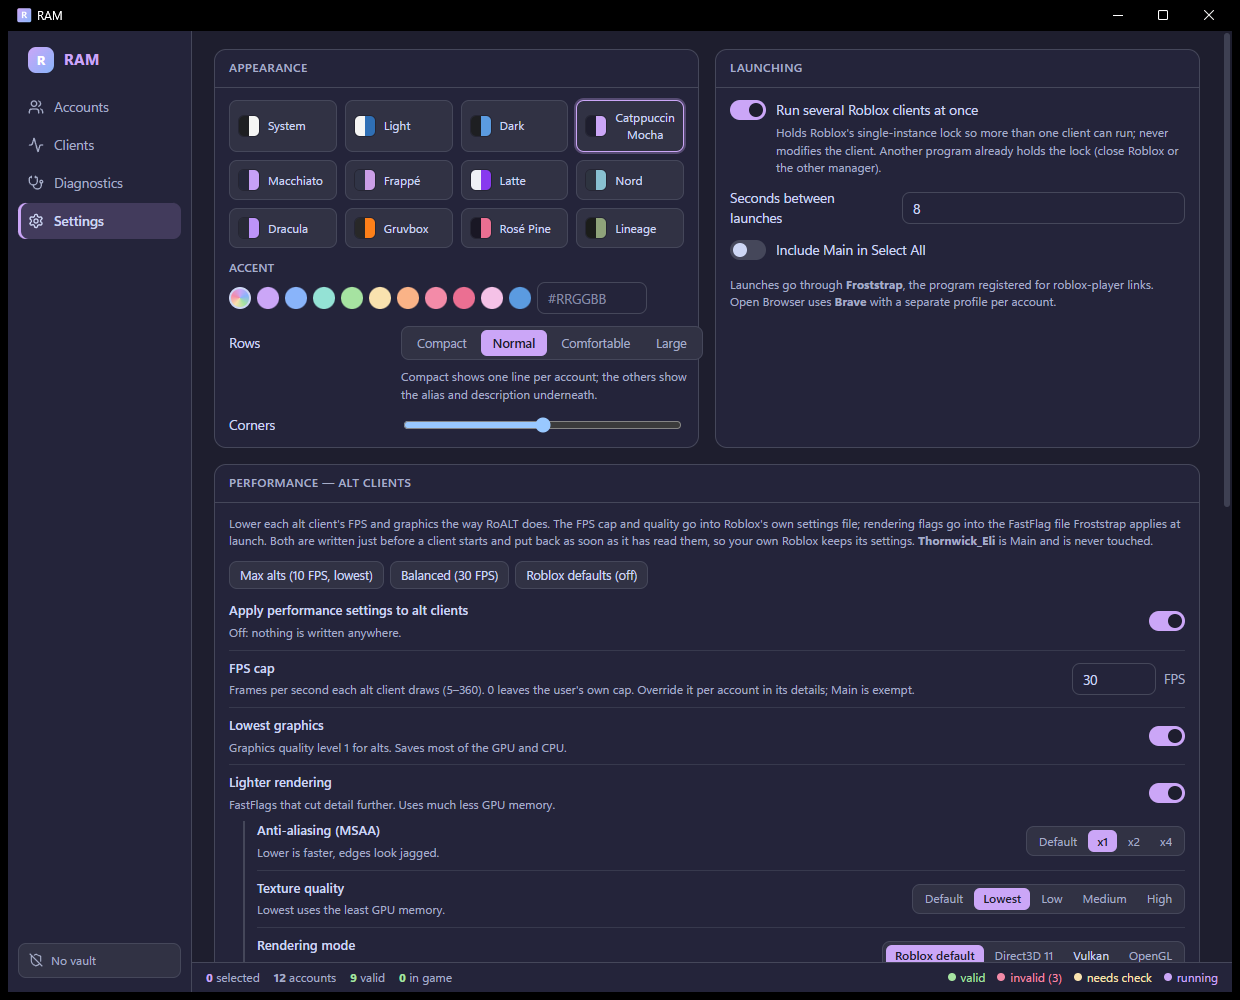 R RAM
R RAM
Accounts
Clients
Diagnostics
Settings
No vault
APPEARANCE
System
Light
Dark
Catppuccin
Mocha
Macchiato
Frappé
Latte
Nord
Dracula
Gruvbox
Rosé Pine
Lineage
ACCENT
#RRGGBB
Rows
Compact Normal Comfortable Large
Compact shows one line per account; the others show
the alias and description underneath.
Corners
LAUNCHING
Run several Roblox clients at once
Holds Roblox's single-instance lock so more than one client can run; never
modifies the client. Another program already holds the lock (close Roblox or
the other manager).
Seconds between
launches
8
Include Main in Select All
Launches go through Froststrap, the program registered for roblox-player links.
Open Browser uses Brave with a separate profile per account.
PERFORMANCE — ALT CLIENTS
Lower each alt client's FPS and graphics the way RoALT does. The FPS cap and quality go into Roblox's own settings file; rendering flags go into the FastFlag file Froststrap applies at
launch. Both are written just before a client starts and put back as soon as it has read them, so your own Roblox keeps its settings. Thornwick_Eli is Main and is never touched.
Max alts (10 FPS, lowest) Balanced (30 FPS) Roblox defaults (off)
Apply performance settings to alt clients
Off: nothing is written anywhere.
FPS cap
Frames per second each alt client draws (5–360). 0 leaves the user's own cap. Override it per account in its details; Main is exempt.
30 FPS
Lowest graphics
Graphics quality level 1 for alts. Saves most of the GPU and CPU.
Lighter rendering
FastFlags that cut detail further. Uses much less GPU memory.
Anti-aliasing (MSAA)
Lower is faster, edges look jagged.
Default x1 x2 x4
Texture quality
Lowest uses the least GPU memory.
Default Lowest Low Medium High
Rendering mode
Roblox default Direct3D 11 Vulkan OpenGL
0 selected 12 accounts 9 valid 0 in game
valid invalid (3) needs check running